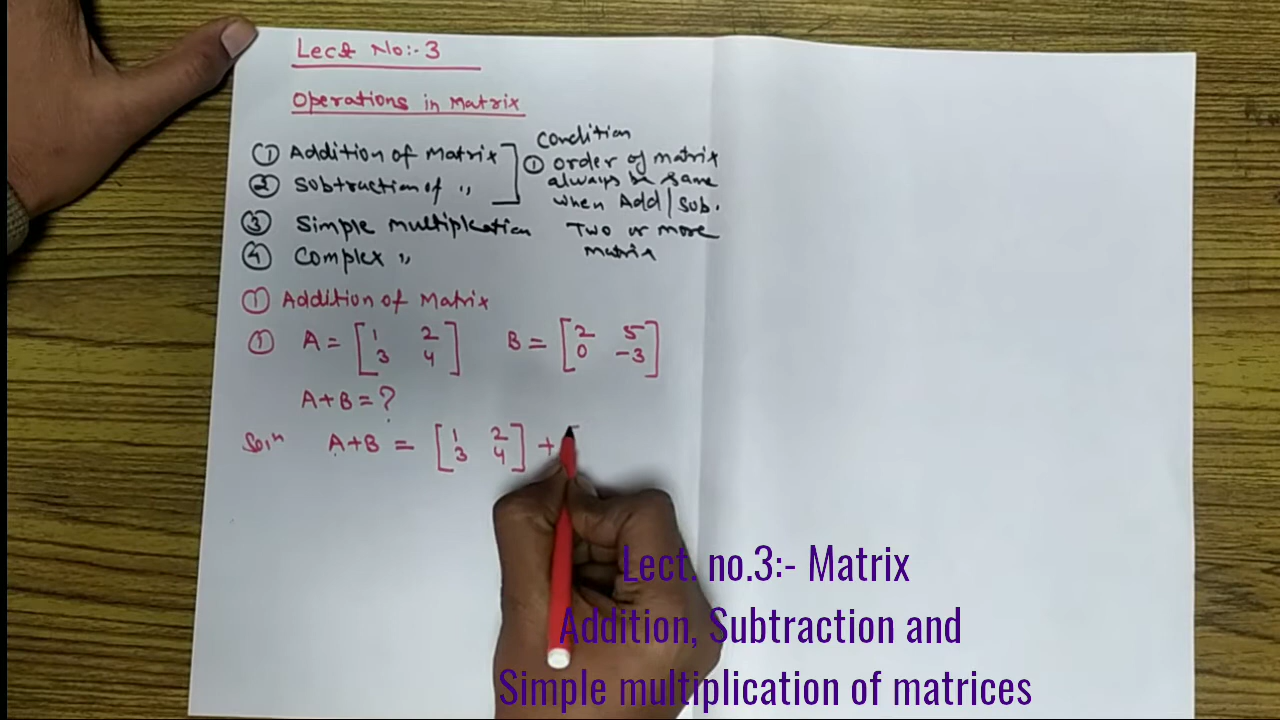 Lect No:- 3
Operations in Matrix
① Addition of Matrix
② Subtraction of ,,
③ Simple multiplication
④ Complex ,,
Condition
① order of matrix
always be same
when Add / Sub.
Two or more
matrix
① Addition of Matrix
① A = [1 2 B = [2 5
3 4] 0 -3]
A+B = ?
Soln A+B = [1 2 +
3 4]
Lect. no.3:- Matrix
Addition, Subtraction and
Simple multiplication of matrices